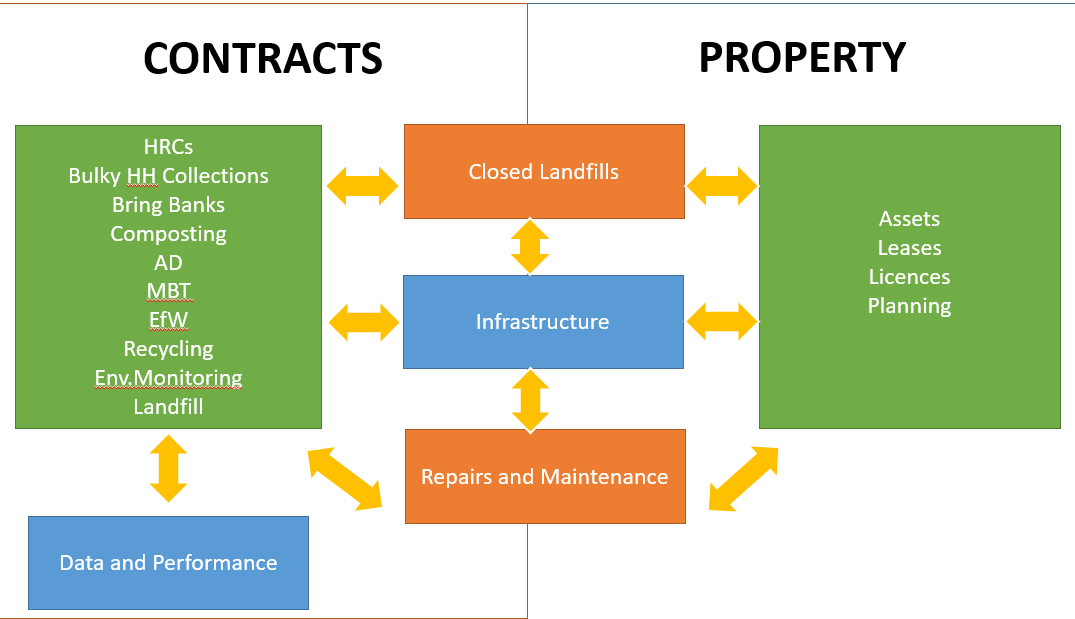 CONTRACTS
PROPERTY
HRCs
Bulky HH Collections
Bring Banks
Composting
AD
MBT
EfW
Recycling
Env.Monitoring
Landfill
Closed Landfills
Infrastructure
Repairs and Maintenance
Assets
Leases
Licences
Planning
Data and Performance